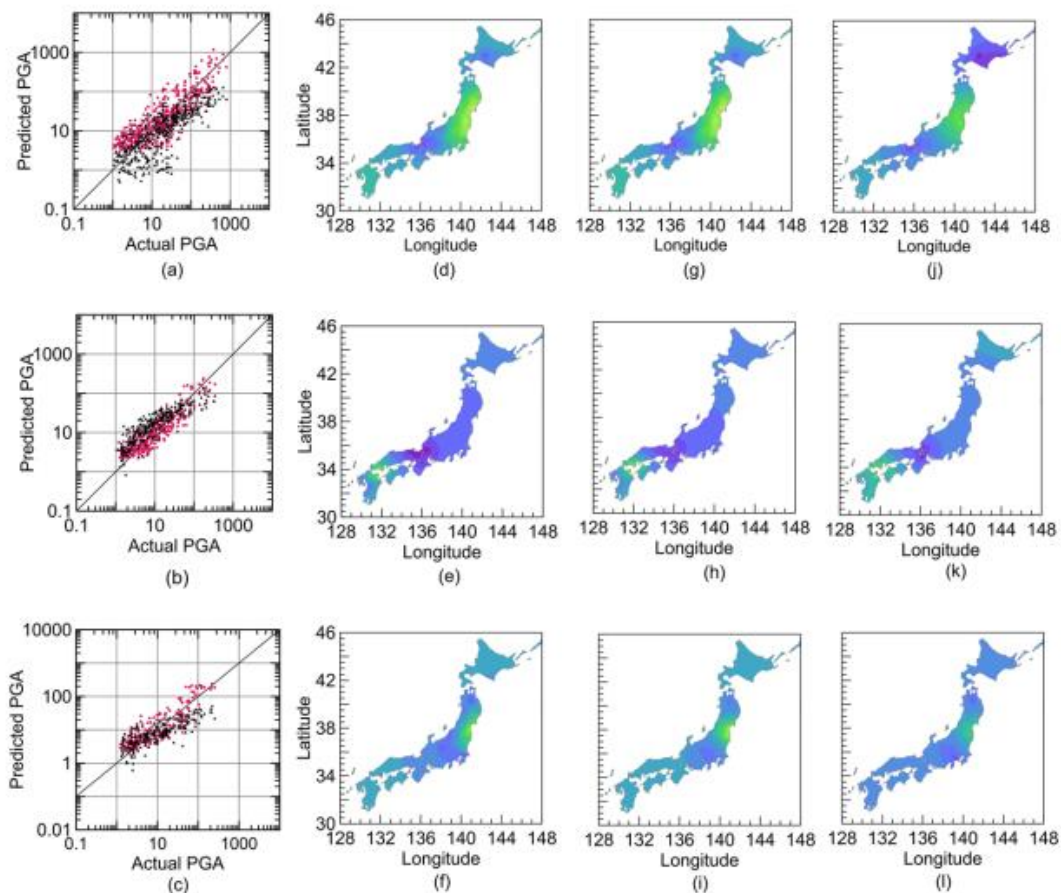 Predicted PGA
1000
10
0.1
0.1 10 1000
Actual PGA
(a)
Latitude
46
42
38
34
30
128 132 136 140 144 148
Longitude
(d)
128 132 136 140 144 148
Longitude
(g)
128 132 136 140 144 148
Longitude
(j)
Predicted PGA
1000
10
0.1
0.1 10 1000
Actual PGA
(b)
Latitude
46
42
38
34
30
128 132 136 140 144 148
Longitude
(e)
128 132 136 140 144 148
Longitude
(h)
128 132 136 140 144 148
Longitude
(k)
Predicted PGA
10000
100
1
0.01
0.1 10 1000
Actual PGA
(c)
Latitude
46
42
38
34
30
128 132 136 140 144 148
Longitude
(f)
128 132 136 140 144 148
Longitude
(i)
128 132 136 140 144 148
Longitude
(l)